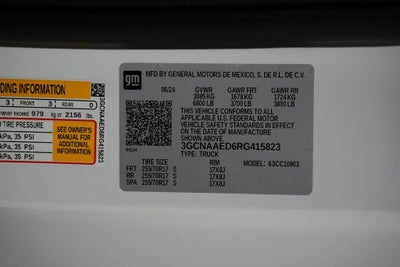 DING INFORMATION
3 FRONT 3 REAR 0
never exceed 979 kg or 2156 lbs
TIRE PRESSURE
kPa, 35 PSI
kPa, 35 PSI
kPa, 35 PSI
SEE OWNER'S
MANUAL FOR
ADDITIONAL
INFORMATION
3GCNAAED6RG415823
gm
MFD BY GENERAL MOTORS DE MEXICO, S. DE R.L. DE C.V.
06/24 GVWR GAWR FRT GAWR RR
3085 KG 1678 KG 1724 KG
6800 LB 3700 LB 3800 LB
THIS VEHICLE CONFORMS TO ALL
APPLICABLE U.S. FEDERAL MOTOR
VEHICLE SAFETY STANDARDS IN EFFECT
ON THE DATE OF MANUFACTURE SHOWN ABOVE.
3GCNAAED6RG415823
TYPE: TRUCK MODEL: 63CC10903
TIRE SIZE RIM
FRT 255/70R17 S 17X8J
RR 255/70R17 S 17X8J
RR 255/70R17 S 17X8J